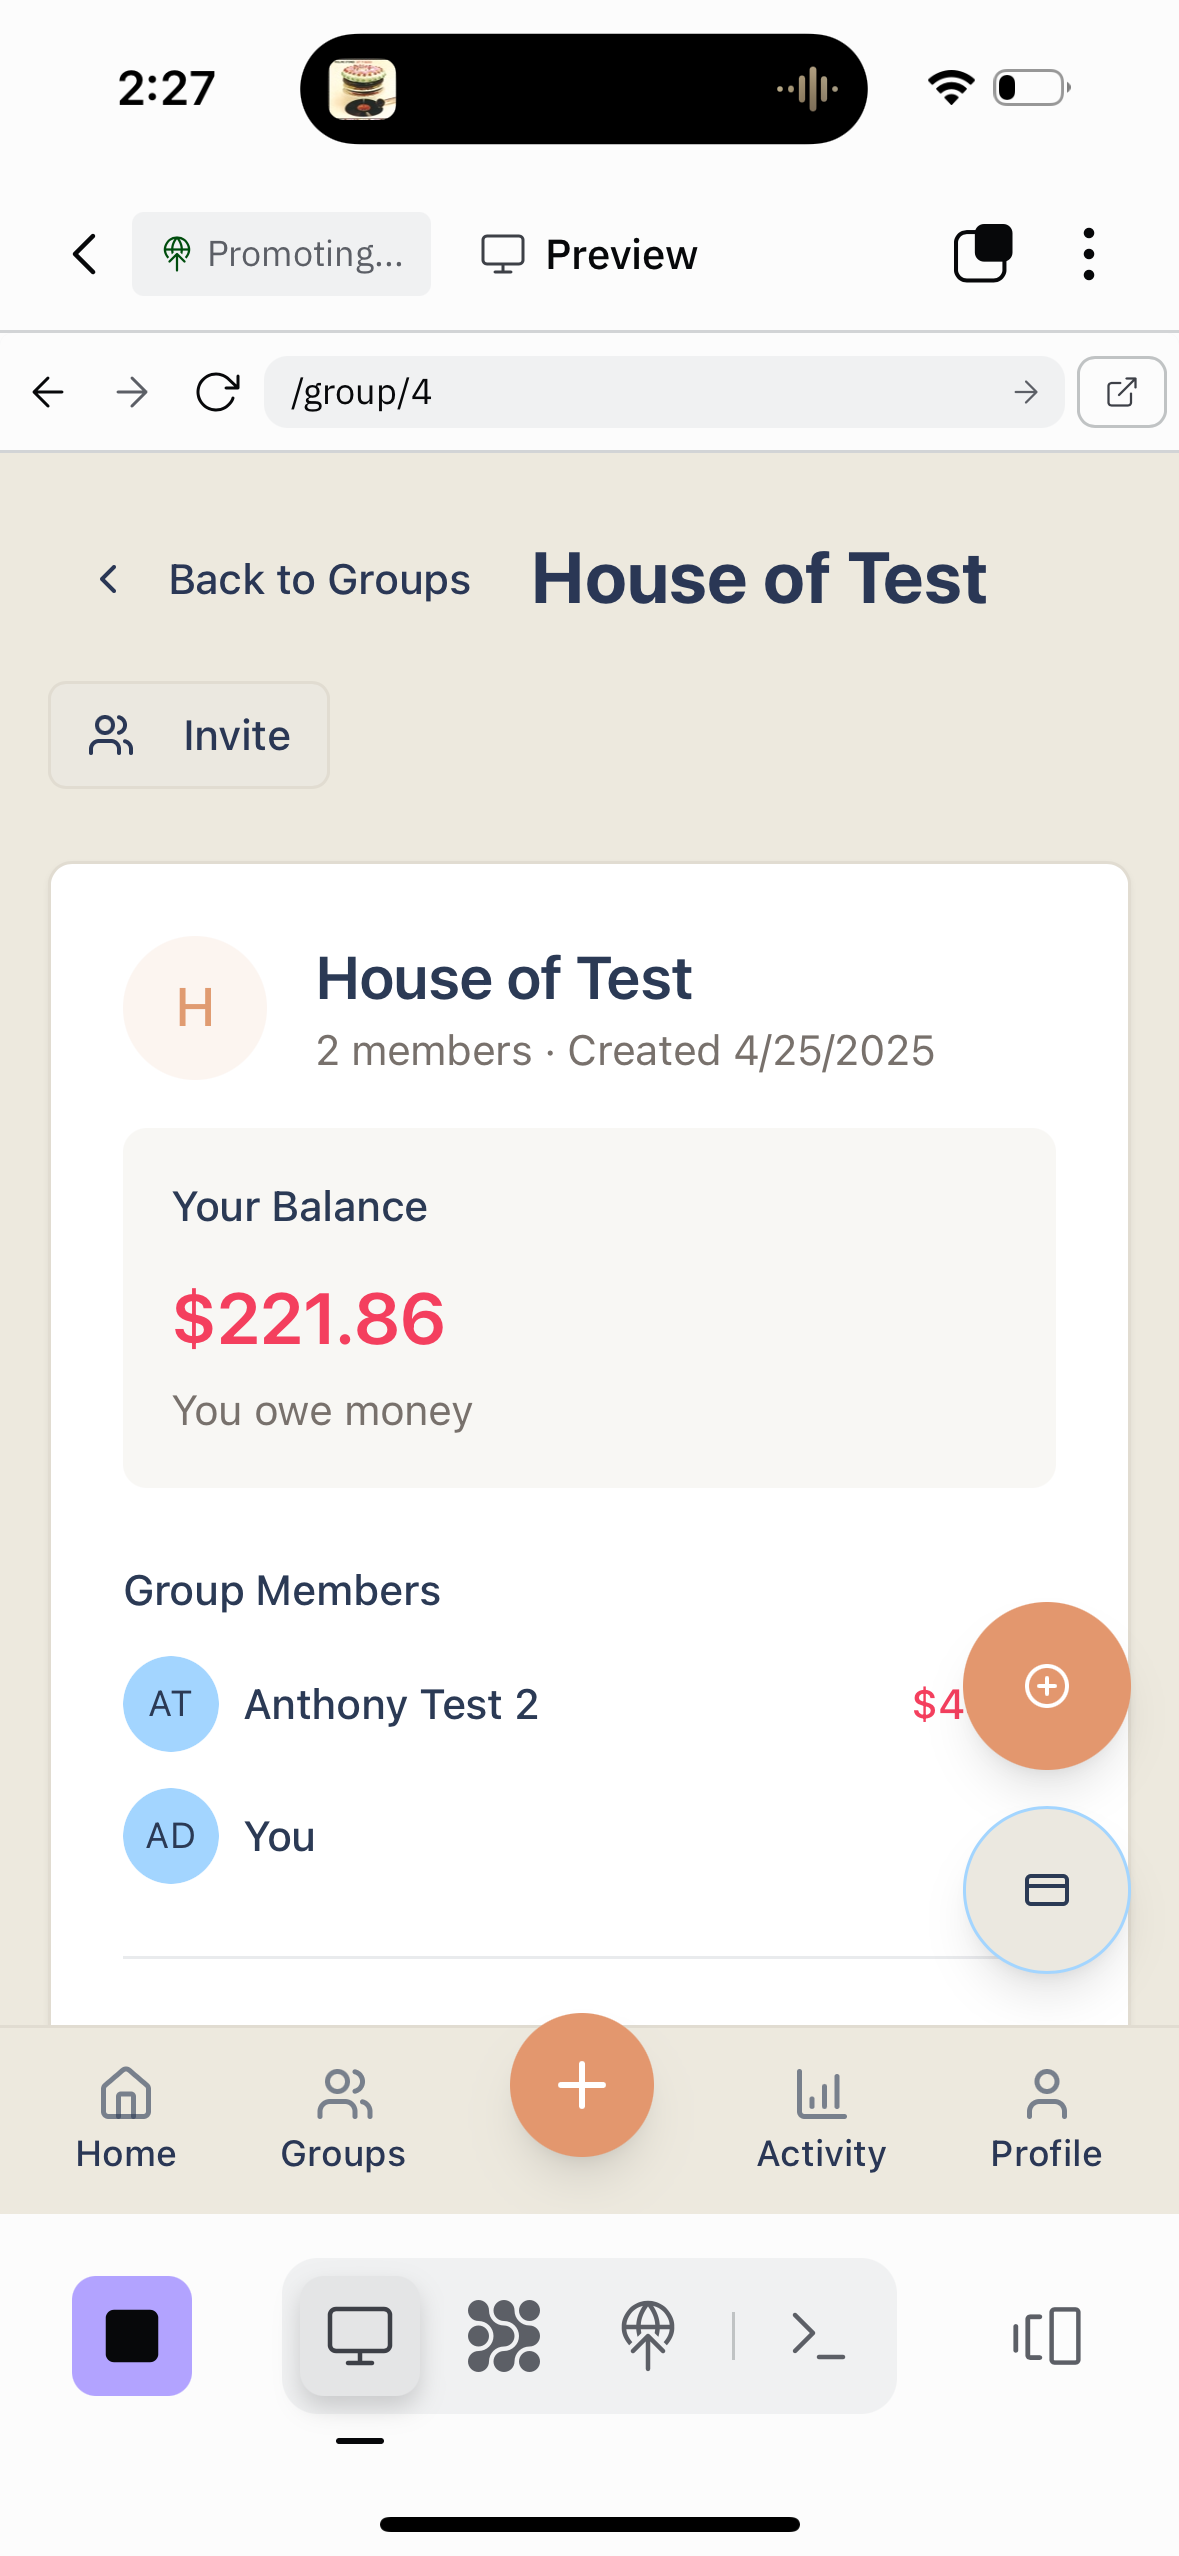 2:27
Promoting...
Preview
/group/4
Back to Groups
House of Test
Invite
H
House of Test
2 members · Created 4/25/2025
Your Balance
$221.86
You owe money
Group Members
AT
Anthony Test 2
$4
AD
You
Home
Groups
Activity
Profile